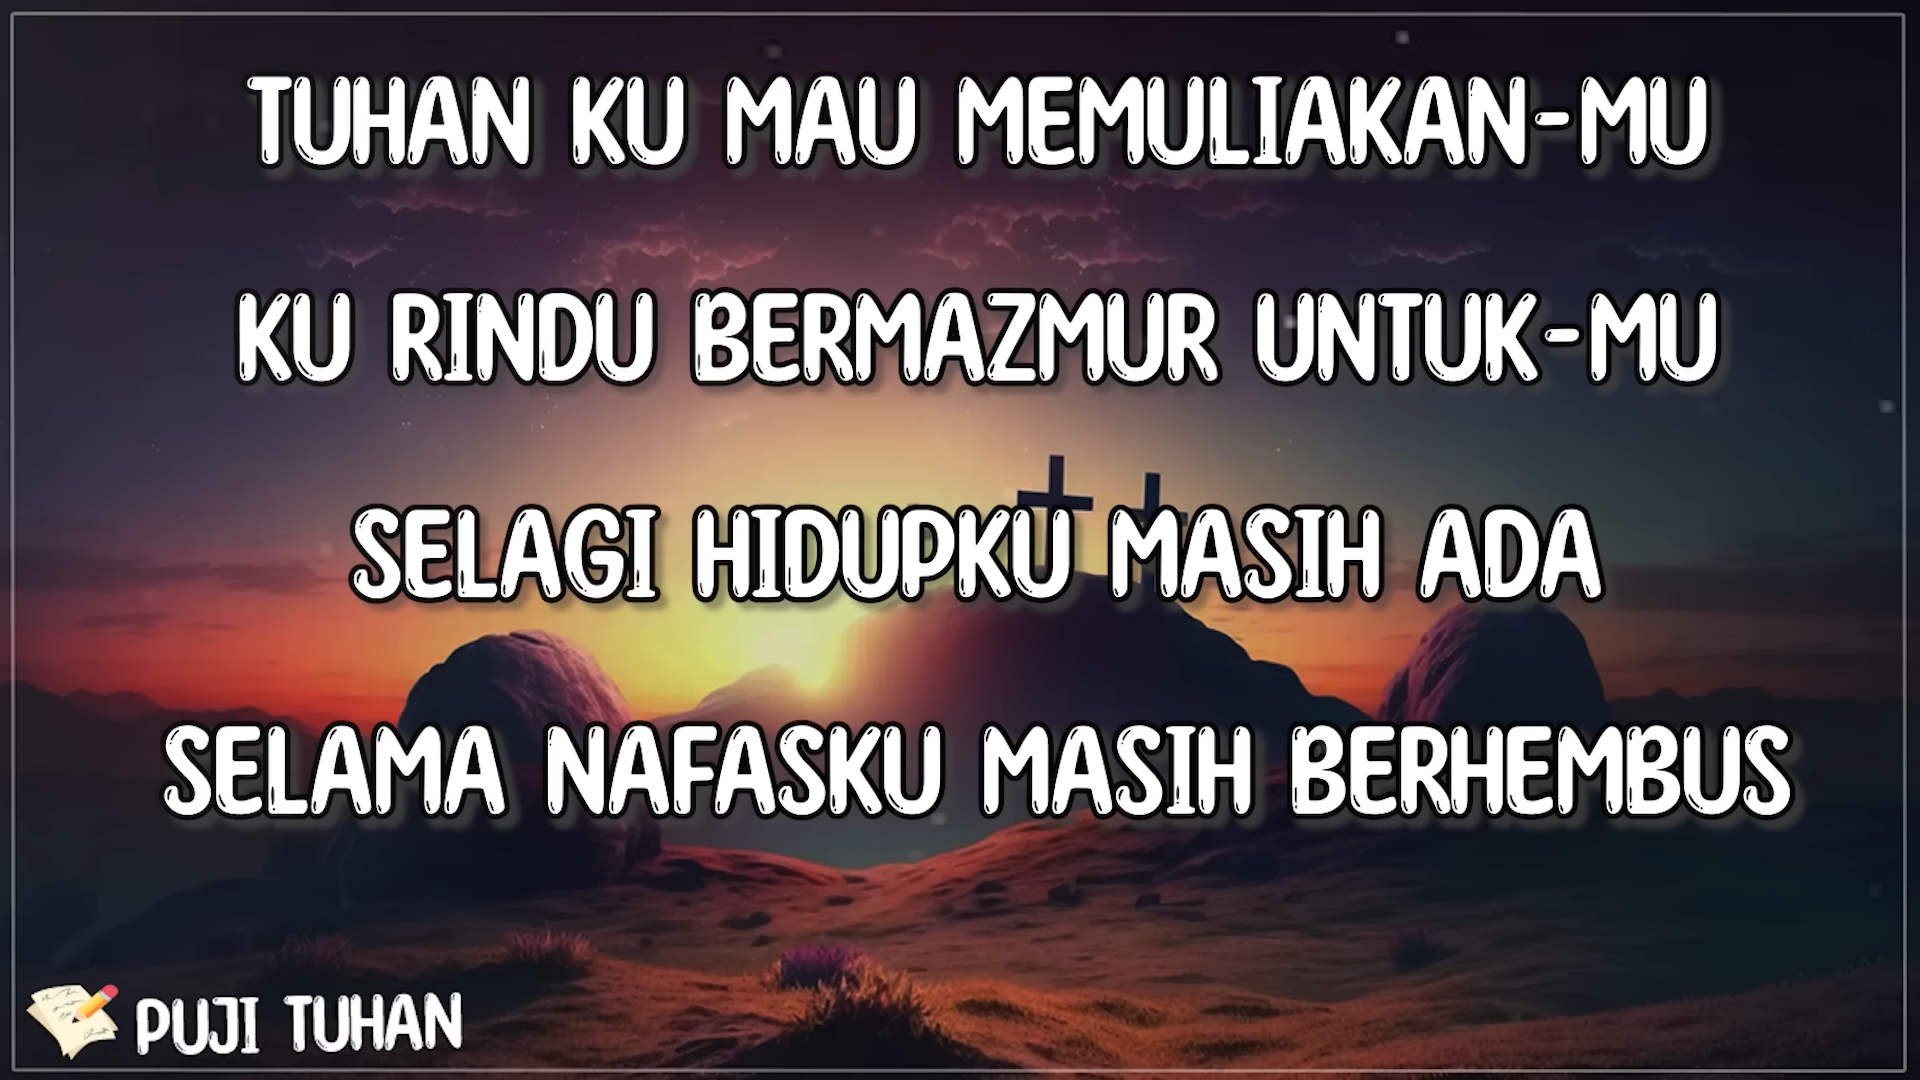 TUHAN KU MAU MEMULIAKAN-MU
KU RINDU BERMAZMUR UNTUK-MU
SELAGI HIDUPKU MASIH ADA
SELAMA NAFASKU MASIH BERHEMBUS
PUJI TUHAN